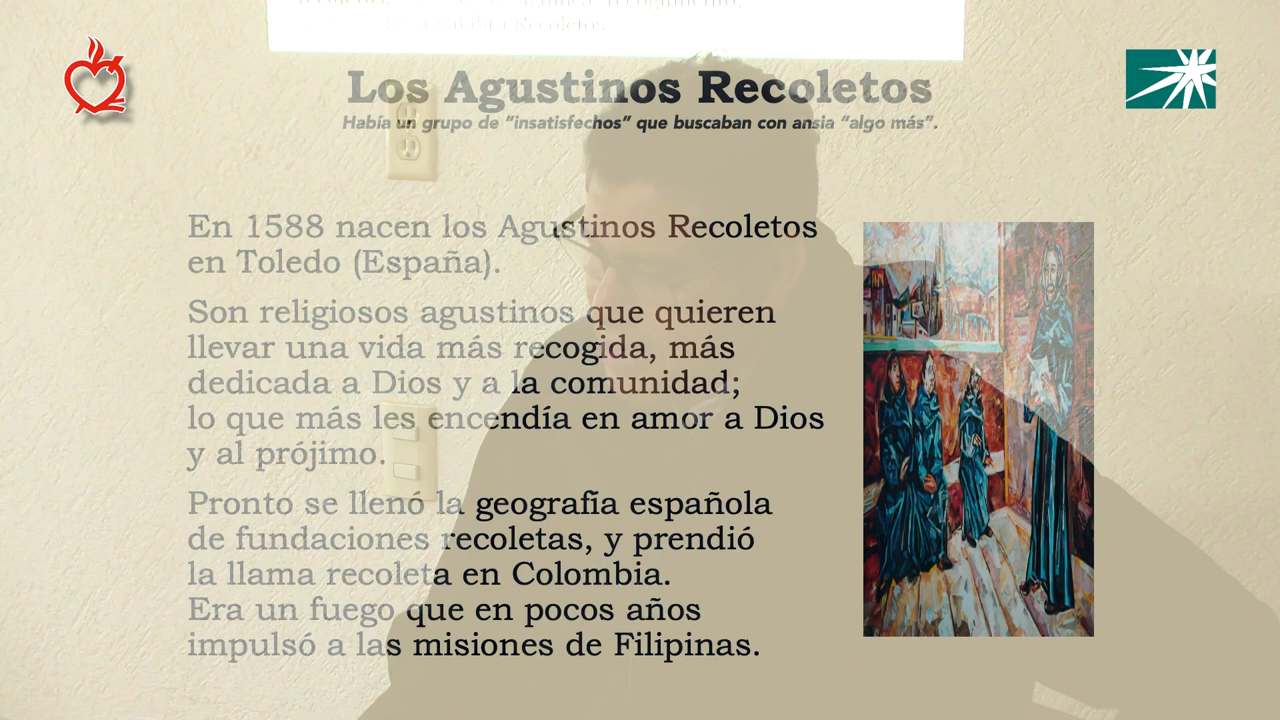 Los Agustinos Recoletos
Había un grupo de “insatisfechos” que buscaban con ansia “algo más”.
En 1588 nacen los Agustinos Recoletos
en Toledo (España).
Son religiosos agustinos que quieren
llevar una vida más recogida, más
dedicada a Dios y a la comunidad;
lo que más les encendía en amor a Dios
y al prójimo.
Pronto se llenó la geografía española
de fundaciones recoletas, y prendió
la llama recoleta en Colombia.
Era un fuego que en pocos años
impulsó a las misiones de Filipinas.